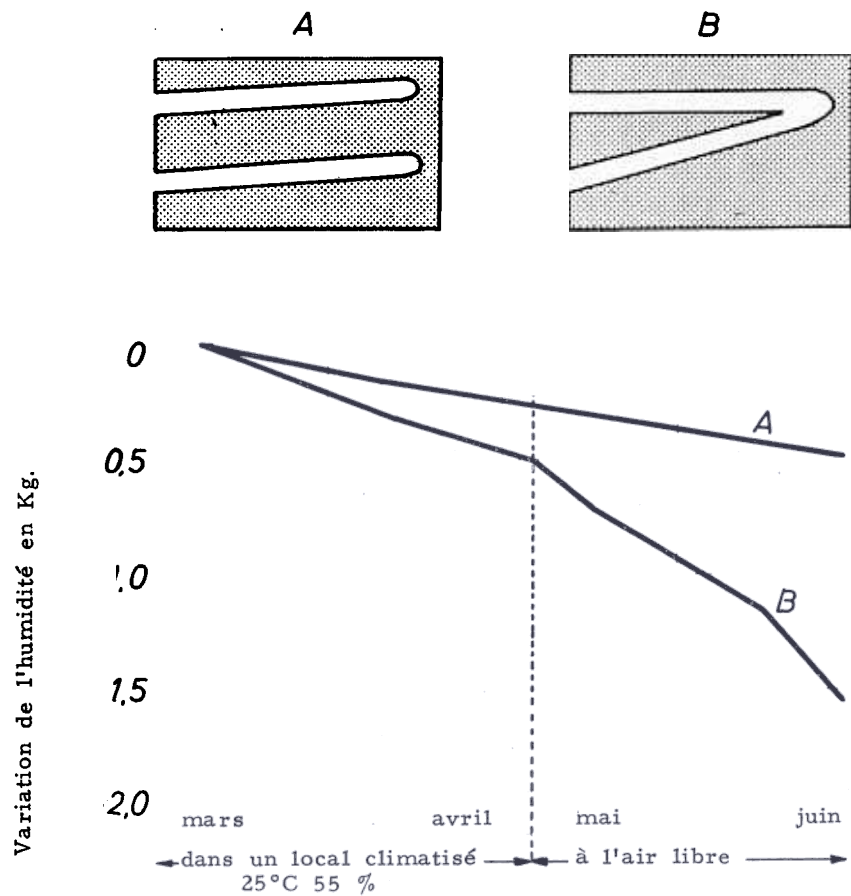 A B
0
0,5
1,0
1,5
2,0
A
B
Variation de l'humidité en Kg.
mars avril mai juin
dans un local climatisé à l'air libre
25°C 55 %